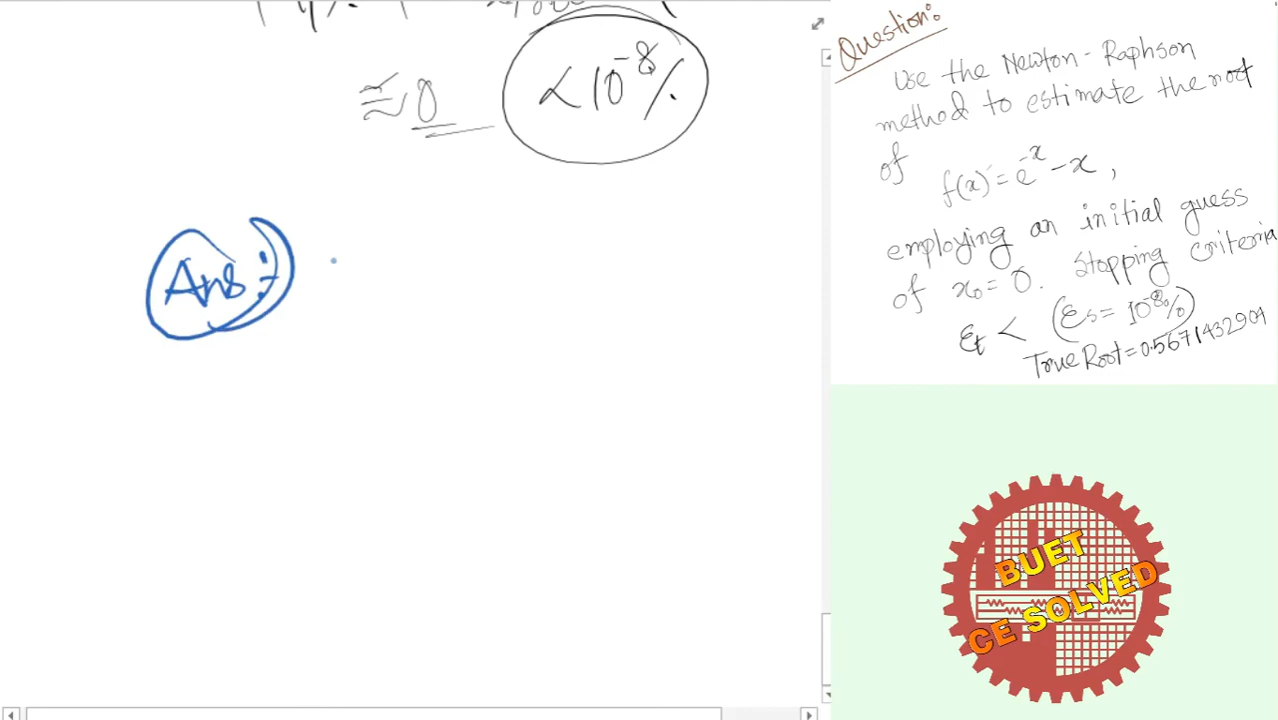 ≅ 0 < 10⁻⁸ %
Ans :-
Question:
Use the Newton-Raphson
method to estimate the root
of
f(x) = e⁻ˣ - x ,
employing an initial guess
of x₀ = 0. Stopping criteria
εt < (εs = 10⁻⁸%)
True Root = 0.5671432904
BUET
CE SOLVED